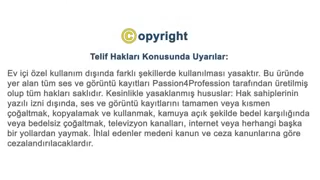 ©opyright
Telif Hakları Konusunda Uyarılar:
Ev içi özel kullanım dışında farklı şekillerde kullanılması yasaktır. Bu üründe
yer alan tüm ses ve görüntü kayıtları Passion4Profession tarafından üretilmiş
olup tüm hakları saklıdır. Kesinlikle yasaklanmış hususlar: Hak sahiplerinin
yazılı izni dışında, ses ve görüntü kayıtlarını tamamen veya kısmen
çoğaltmak, kopyalamak ve kullanmak, kamuya açık şekilde bedel karşılığında
veya bedelsiz çoğaltmak, televizyon kanalları, internet veya herhangi başka
bir yollardan yaymak. İhlal edenler medeni kanun ve ceza kanunlarına göre
cezalandırılacaklardır.